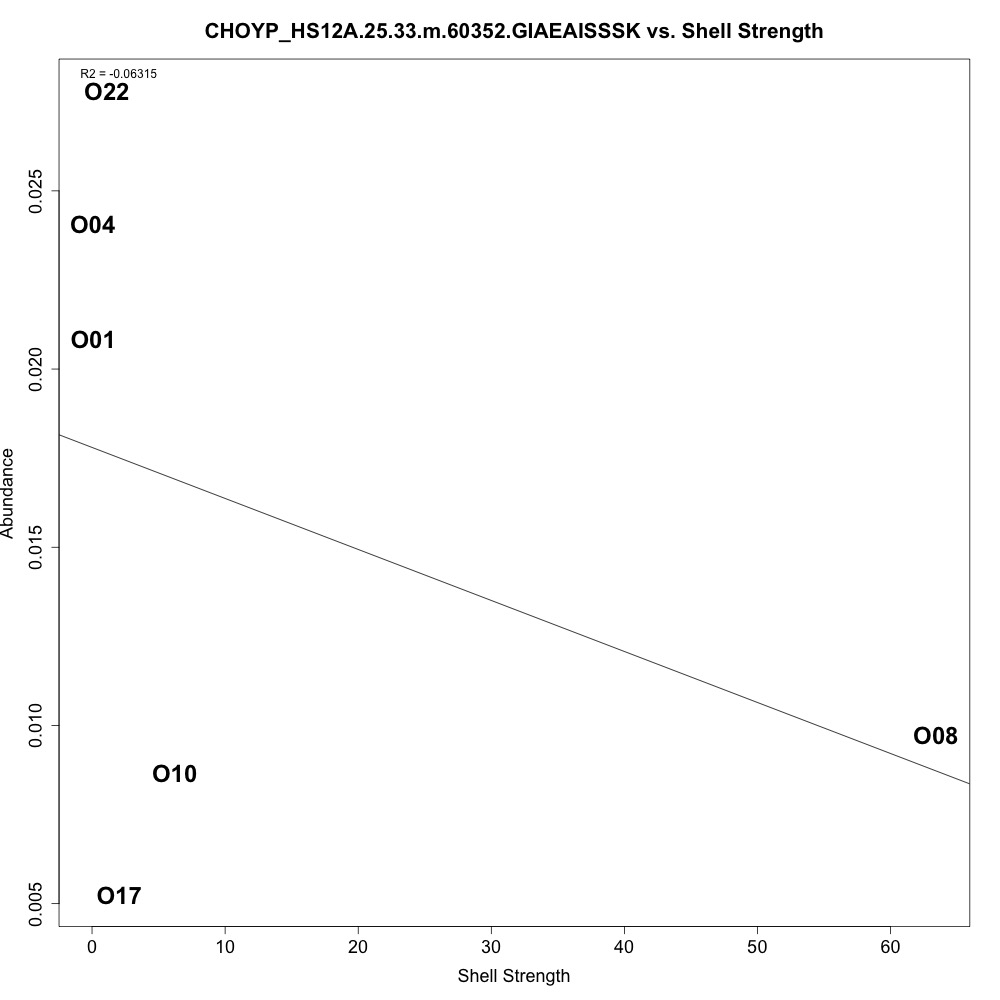 CHOYP_HS12A.25.33.m.60352.GIAEAISSSK vs. Shell Strength
R2 = -0.06315
O22
O04
O01
O08
O10
O17
Abundance
0.025
0.020
0.015
0.010
0.005
0 10 20 30 40 50 60
Shell Strength